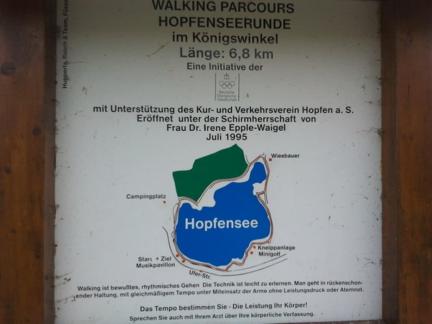 WALKING PARCOURS
HOPFENSEERUNDE
im Königswinkel
Länge: 6,8 km
Eine Initiative der
mit Unterstützung des Kur- und Verkehrsverein Hopfen a. S.
Eröffnet unter der Schirmherrschaft von
Frau Dr. Irene Epple-Waigel
Juli 1995
Wiesbauer
Campingplatz
Hopfensee
Kneippanlage
Minigolf
Start + Ziel
Musikpavillon
Ufer-Str.
Walking ist bewußtes, rhythmisches Gehen. Die Technik ist leicht zu erlernen. Man geht in rückenschon-
ender Haltung, mit gleichmäßigem Tempo unter Miteinsatz der Arme ohne Leistungsdruck oder Atemnot.
Das Tempo bestimmen Sie - Die Leistung Ihr Körper!
Sprechen Sie auch mit Ihrem Arzt über Ihre körperliche Verfassung.